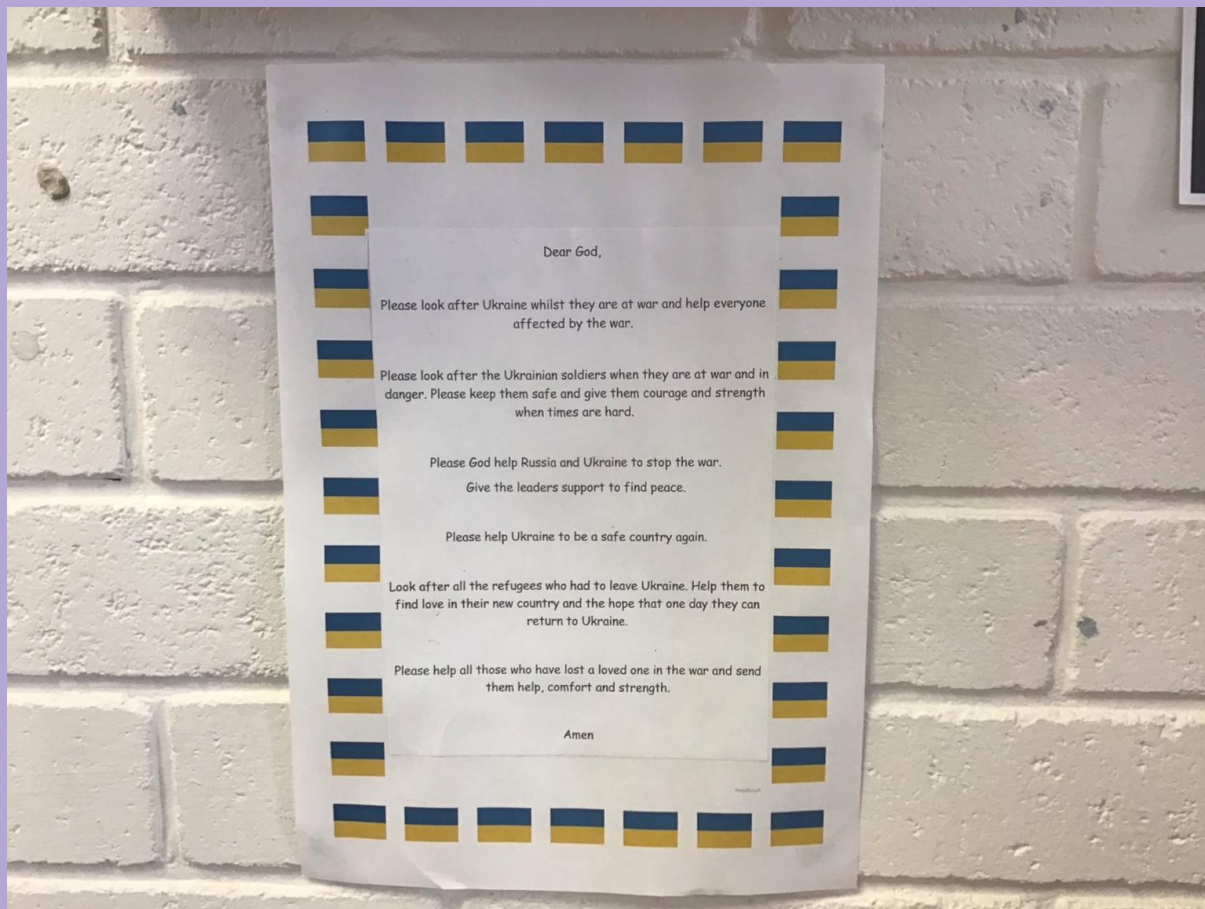 Dear God,
Please look after Ukraine whilst they are at war and help everyone
affected by the war.
Please look after the Ukrainian soldiers when they are at war and in
danger. Please keep them safe and give them courage and strength
when times are hard.
Please God help Russia and Ukraine to stop the war.
Give the leaders support to find peace.
Please help Ukraine to be a safe country again.
Look after all the refugees who had to leave Ukraine. Help them to
find love in their new country and the hope that one day they can
return to Ukraine.
Please help all those who have lost a loved one in the war and send
them help, comfort and strength.
Amen